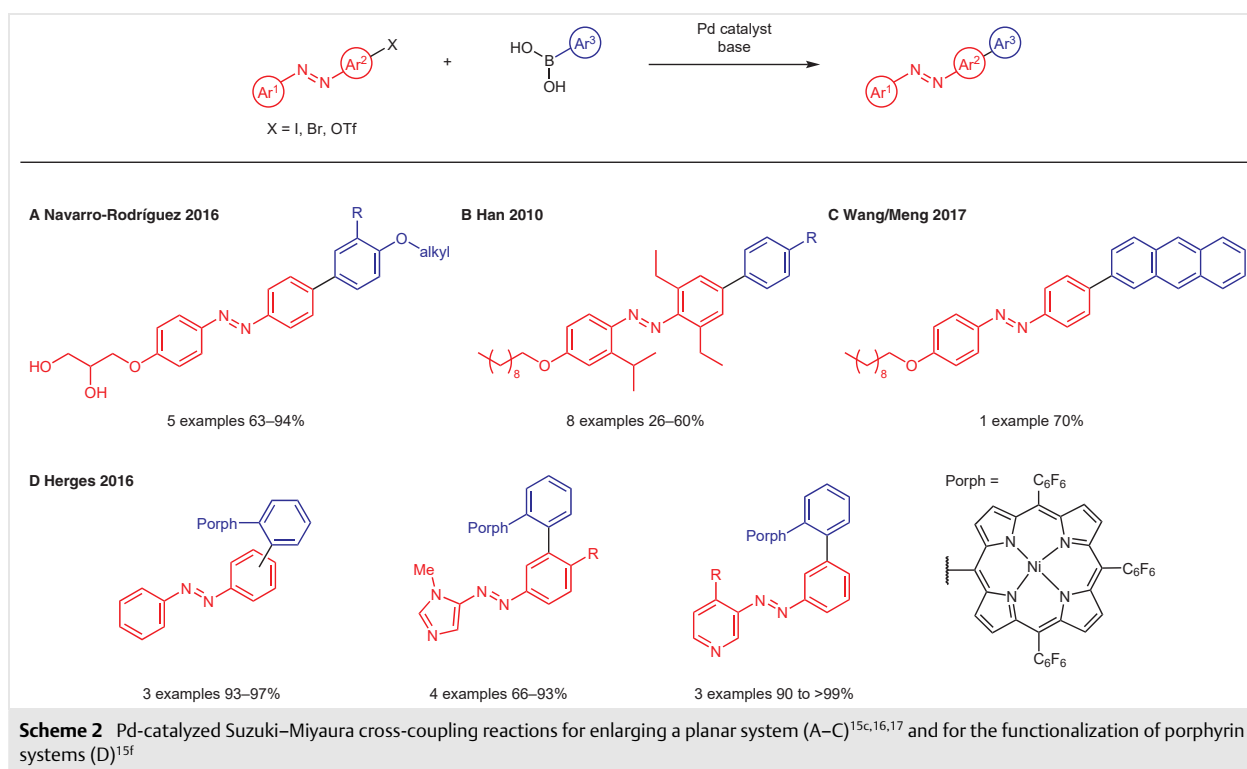 X
N
N
Ar²
Ar¹
X = I, Br, OTf
+
HO
B
OH
Ar³
Pd catalyst
base
Ar³
Ar²
N
N
Ar¹
A Navarro-Rodríguez 2016
R
O
alkyl
N
N
O
HO
OH
5 examples 63–94%
B Han 2010
R
N
N
O
8
8 examples 26–60%
C Wang/Meng 2017
N
N
O
8
1 example 70%
D Herges 2016
Porph
N
N
3 examples 93–97%
Porph
R
Me
N
N
N
N
4 examples 66–93%
Porph
R
N
N
N
3 examples 90 to >99%
Porph =
C₆F₆
N
N
Ni
N
N
C₆F₆
C₆F₆
Scheme 2 Pd-catalyzed Suzuki–Miyaura cross-coupling reactions for enlarging a planar system (A–C)¹⁵ᶜ,¹⁶,¹⁷ and for the functionalization of porphyrin
systems (D)¹⁵ᶠ